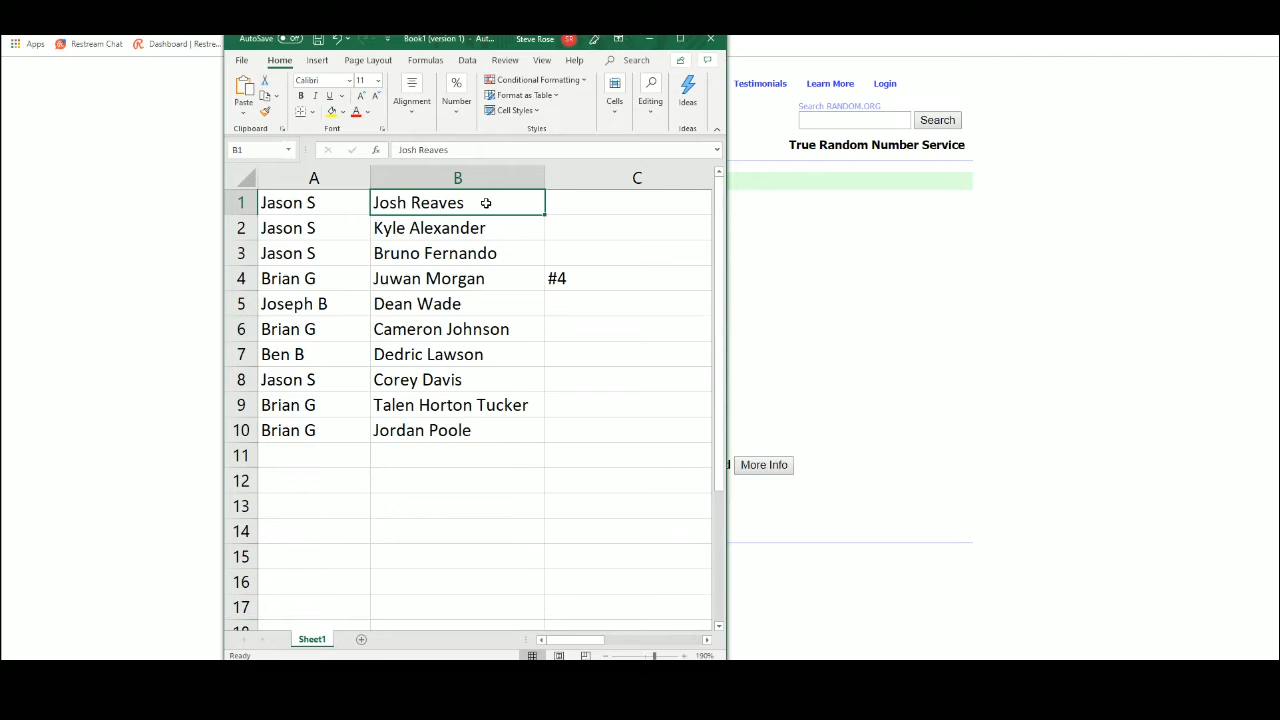 Apps Restream Chat Dashboard | Restre...
AutoSave Off Book1 (version 1) - Aut... Steve Rose SR
File Home Insert Page Layout Formulas Data Review View Help Search
Testimonials Learn More Login
Paste Calibri 11 Alignment Number Conditional Formatting Cells Editing Ideas
B I U Format as Table
A A Cell Styles
Clipboard Font Styles Ideas
Search RANDOM.ORG
Search
True Random Number Service
B1 fx Josh Reaves
A B C
1 Jason S Josh Reaves
2 Jason S Kyle Alexander
3 Jason S Bruno Fernando
4 Brian G Juwan Morgan #4
5 Joseph B Dean Wade
6 Brian G Cameron Johnson
7 Ben B Dedric Lawson
8 Jason S Corey Davis
9 Brian G Talen Horton Tucker
10 Brian G Jordan Poole
11
More Info
12
13
14
15
16
17
Sheet1
Ready 190%